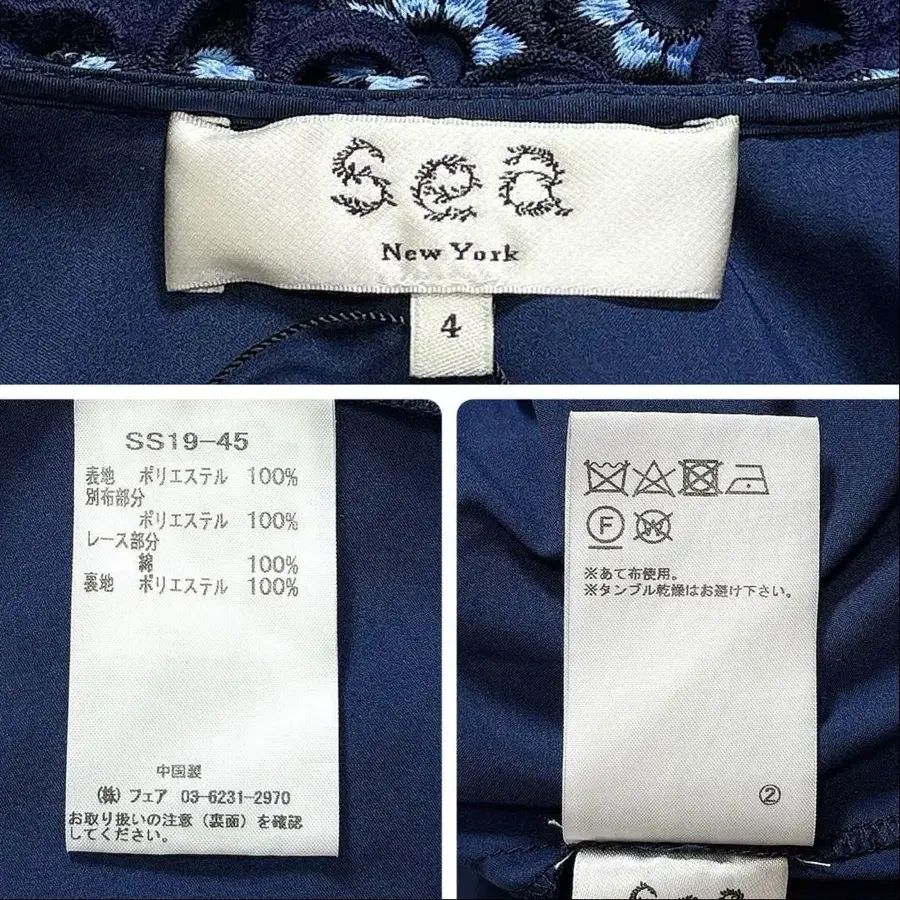 Sea
New York
4
SS19-45
表地 ポリエステル 100%
別布部分
ポリエステル 100%
レース部分
綿 100%
裏地 ポリエステル 100%
中国製
(株) フェア 03-6231-2970
お取り扱いの注意 (裏面) を確認
してください。
F W
※あて布使用。
※タンブル乾燥はお避け下さい。
②
Sea